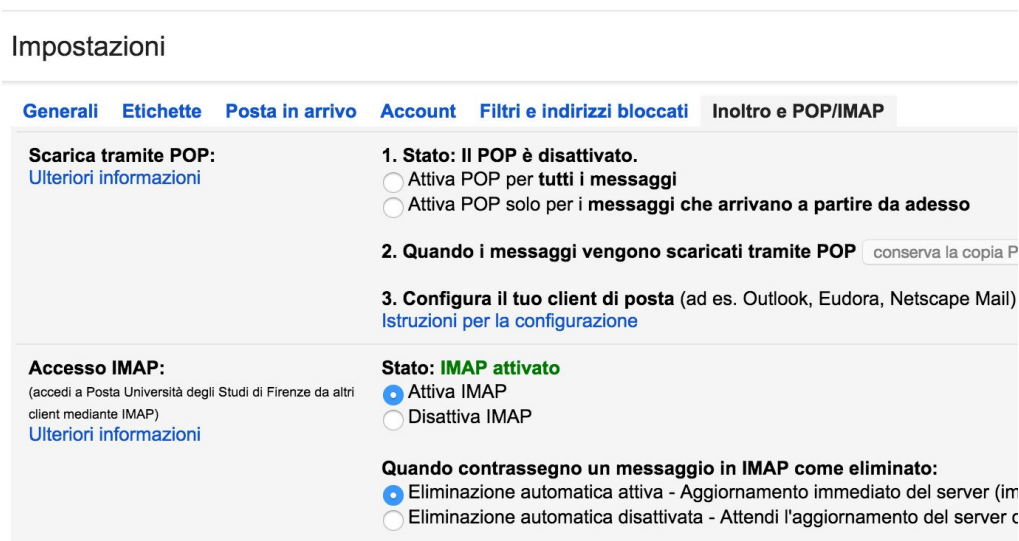 Impostazioni
Generali Etichette Posta in arrivo Account Filtri e indirizzi bloccati Inoltro e POP/IMAP
Scarica tramite POP:
Ulteriori informazioni
1. Stato: Il POP è disattivato.
Attiva POP per tutti i messaggi
Attiva POP solo per i messaggi che arrivano a partire da adesso
2. Quando i messaggi vengono scaricati tramite POP conserva la copia P
3. Configura il tuo client di posta (ad es. Outlook, Eudora, Netscape Mail)
Istruzioni per la configurazione
Accesso IMAP:
(accedi a Posta Università degli Studi di Firenze da altri
client mediante IMAP)
Ulteriori informazioni
Stato: IMAP attivato
Attiva IMAP
Disattiva IMAP
Quando contrassegno un messaggio in IMAP come eliminato:
Eliminazione automatica attiva - Aggiornamento immediato del server (im
Eliminazione automatica disattivata - Attendi l'aggiornamento del server